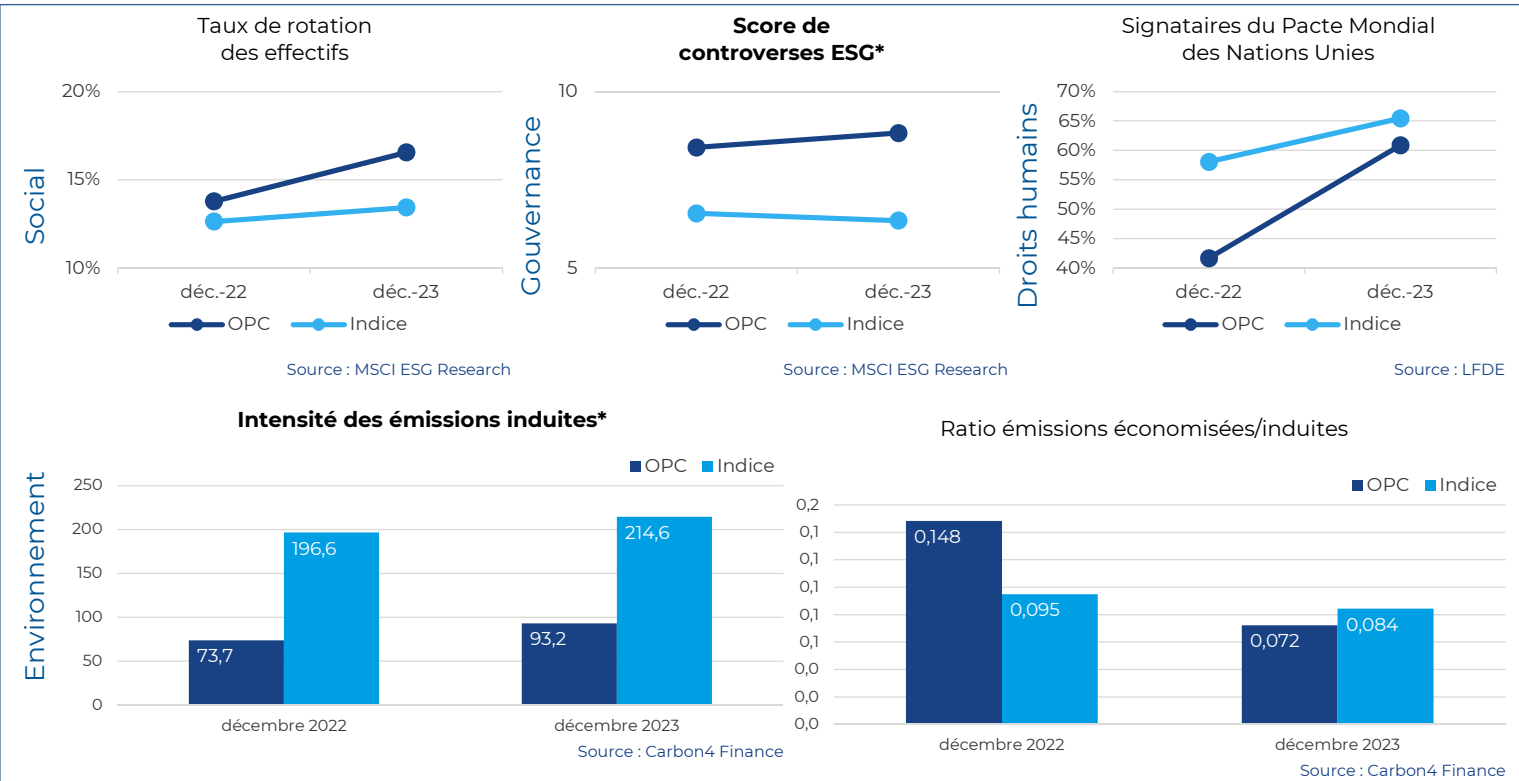 Taux de rotation
des effectifs
Social
20%
15%
10%
déc.-22 déc.-23
OPC Indice
Source : MSCI ESG Research
Score de
controverses ESG*
Gouvernance
10
5
déc.-22 déc.-23
OPC Indice
Source : MSCI ESG Research
Signataires du Pacte Mondial
des Nations Unies
Droits humains
70%
65%
60%
55%
50%
45%
40%
déc.-22 déc.-23
OPC Indice
Source : LFDE
Intensité des émissions induites*
Environnement
OPC Indice
250
200
150
100
50
0
73,7
196,6
93,2
214,6
décembre 2022 décembre 2023
Source : Carbon4 Finance
Ratio émissions économisées/induites
OPC Indice
0,2
0,1
0,1
0,1
0,1
0,1
0,0
0,0
0,0
0,148
0,095
0,072
0,084
décembre 2022 décembre 2023
Source : Carbon4 Finance